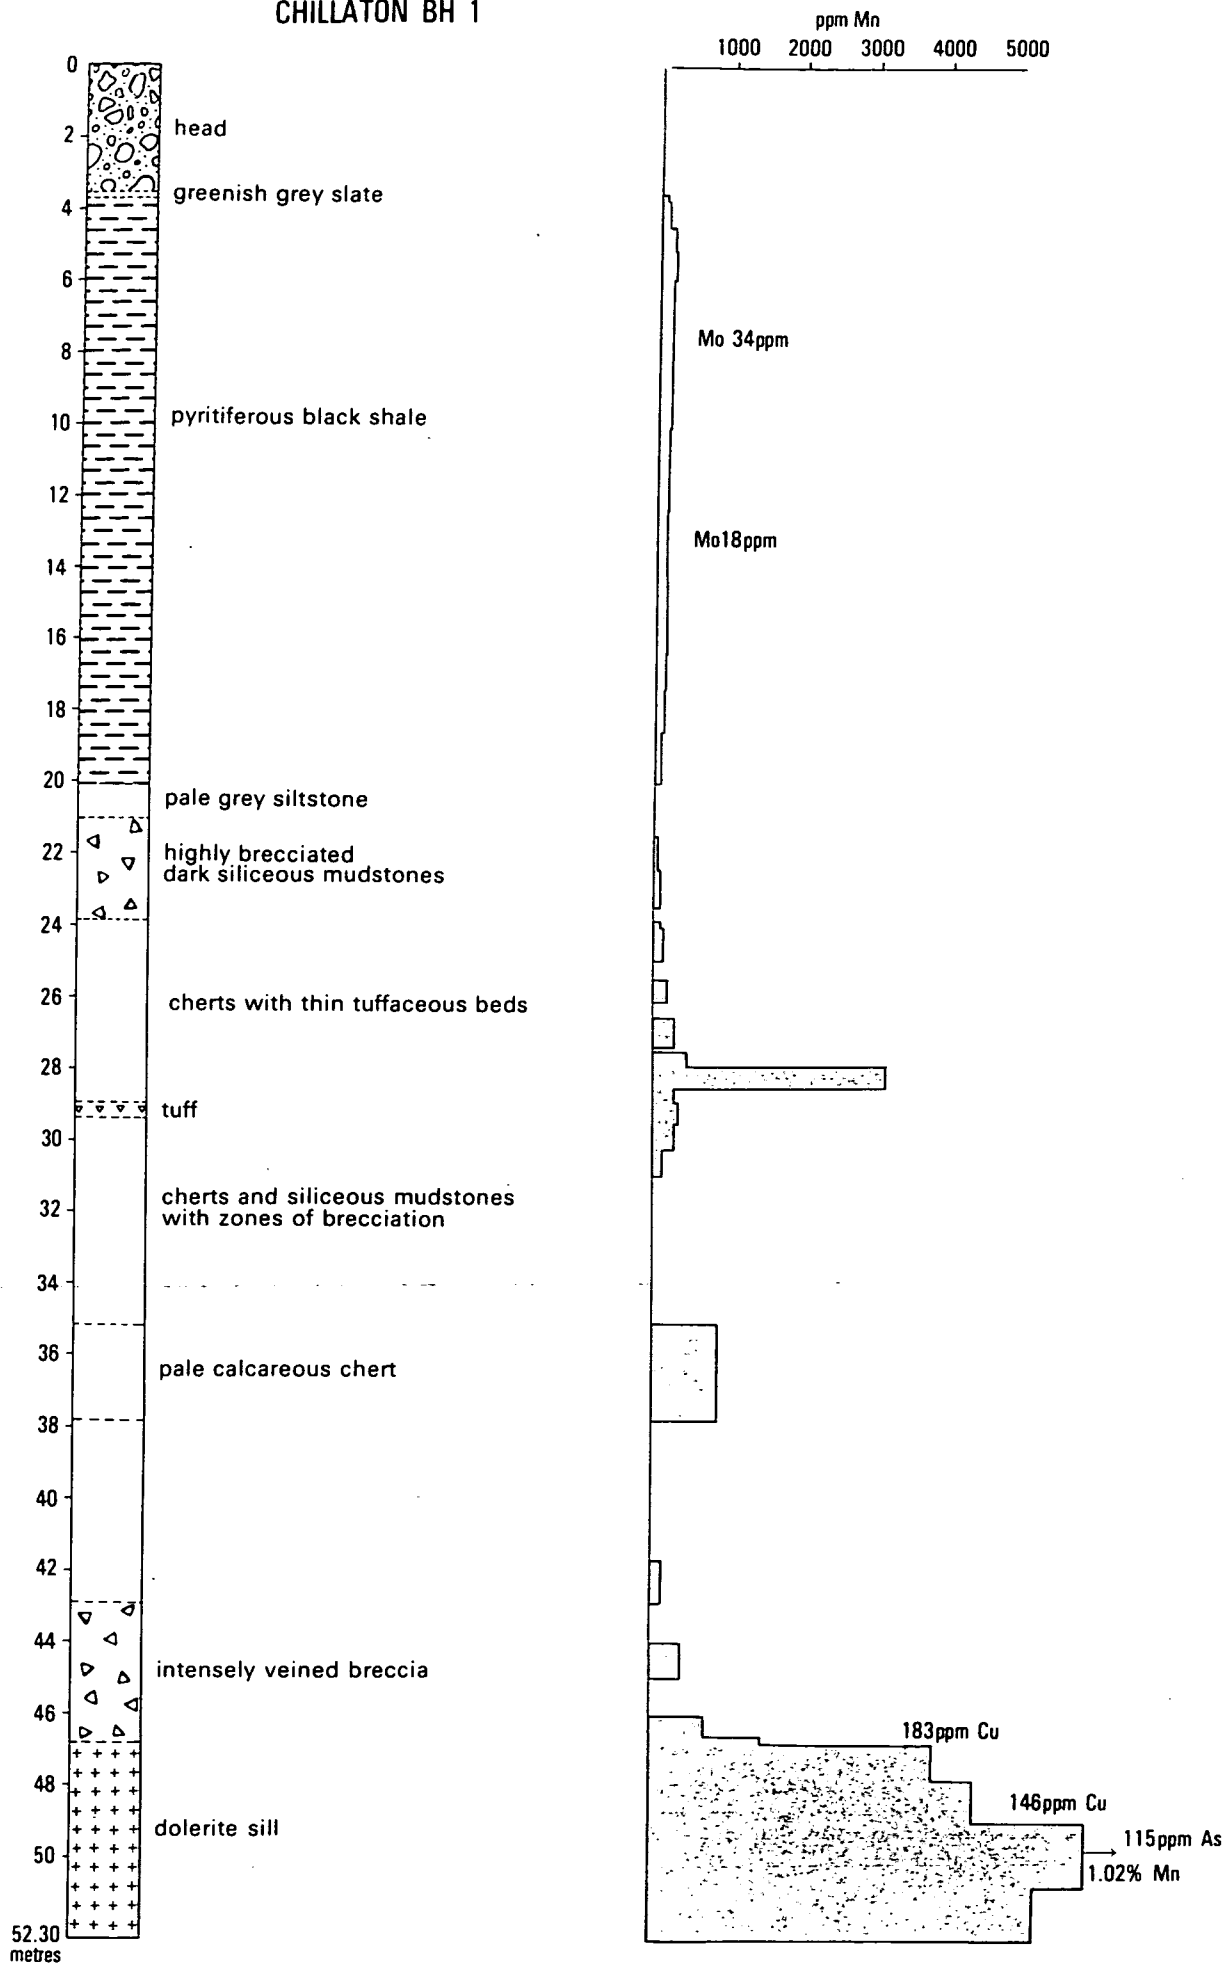 CHILLATON BH 1
ppm Mn
1000 2000 3000 4000 5000
0
head
2
greenish grey slate
4
6
Mo 34ppm
8
pyritiferous black shale
10
12
Mo18ppm
14
16
18
20
pale grey siltstone
22
highly brecciated
dark siliceous mudstones
24
cherts with thin tuffaceous beds
26
28
tuff
30
cherts and siliceous mudstones
with zones of brecciation
32
34
36
pale calcareous chert
38
40
42
44
intensely veined breccia
46
183ppm Cu
48
146ppm Cu
dolerite sill
115ppm As
50
1.02% Mn
52.30
metres